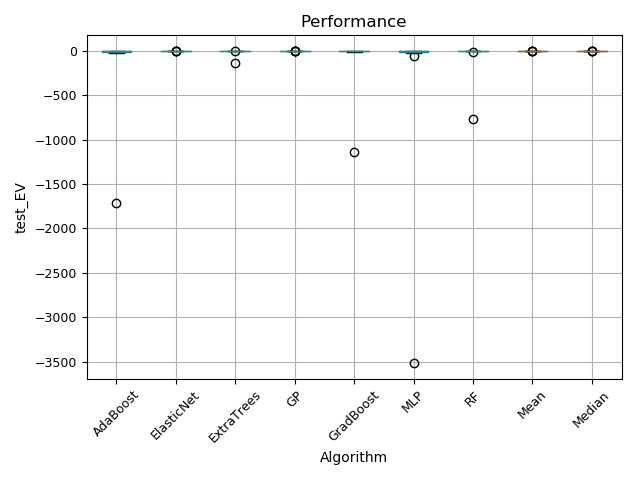 Performance
0
−500
−1000
−1500
−2000
−2500
−3000
−3500
test_EV
AdaBoost
ElasticNet
ExtraTrees
GP
GradBoost
MLP
RF
Mean
Median
Algorithm